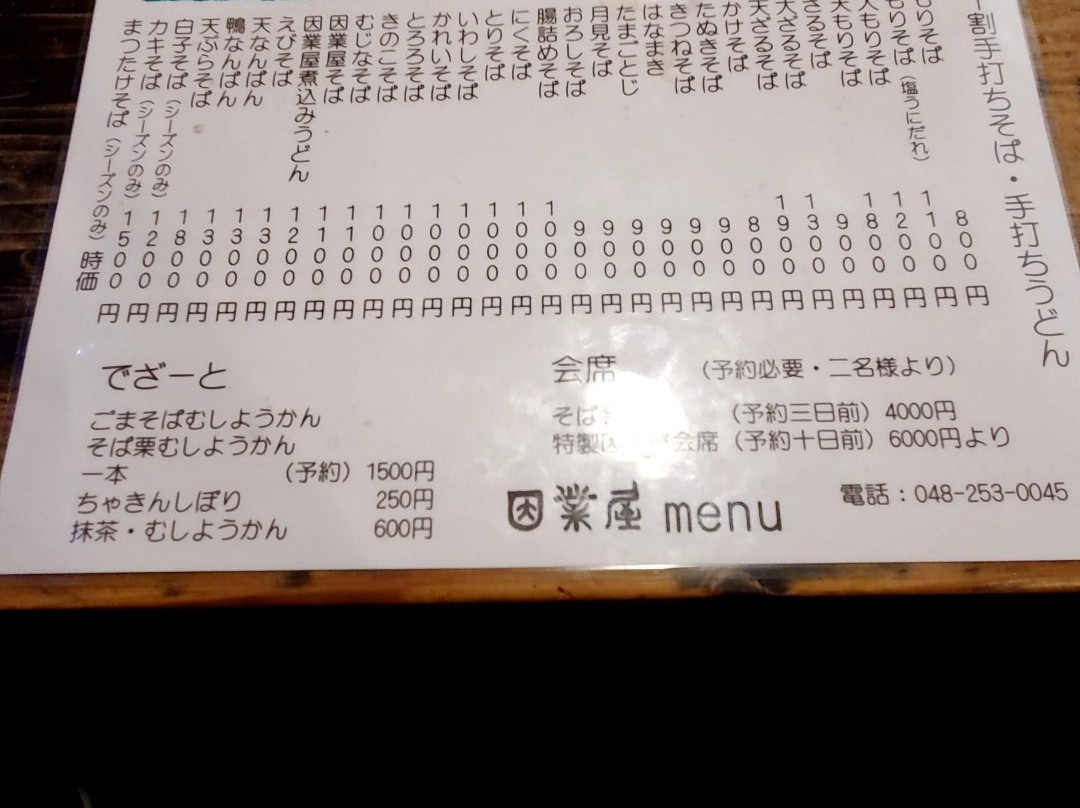 割手打ちそば・手打ちうどん
もりそば 800円
もりそば（塩うにだれ） 1100円
大もりそば 1200円
天もりそば 1800円
ざるそば 900円
大ざるそば 1300円
天ざるそば 1900円
かけそば 800円
たぬきそば 900円
きつねそば 900円
はなまき 900円
たまごとじ 900円
月見そば 900円
おろしそば 900円
腸詰めそば 1000円
にくそば 1000円
とりそば 1000円
いわしそば 1000円
かれいそば 1000円
とろろそば 1000円
きのこそば 1000円
むじなそば 1100円
因業屋そば 1100円
因業屋煮込みうどん 1200円
えびそば 1300円
天なんばん 1300円
鴨なんばん 1300円
天ぷらそば 1800円
白子そば（シーズンのみ） 1200円
カキそば（シーズンのみ） 1500円
まつたけそば（シーズンのみ） 時価
でざーと
ごまそばむしようかん
そば栗むしようかん
一本 （予約） 1500円
ちゃきんしぼり 250円
抹茶・むしようかん 600円
会席 （予約必要・二名様より）
そば （予約三日前） 4000円
特製 会席（予約十日前） 6000円より
因業屋 menu
電話：048-253-0045